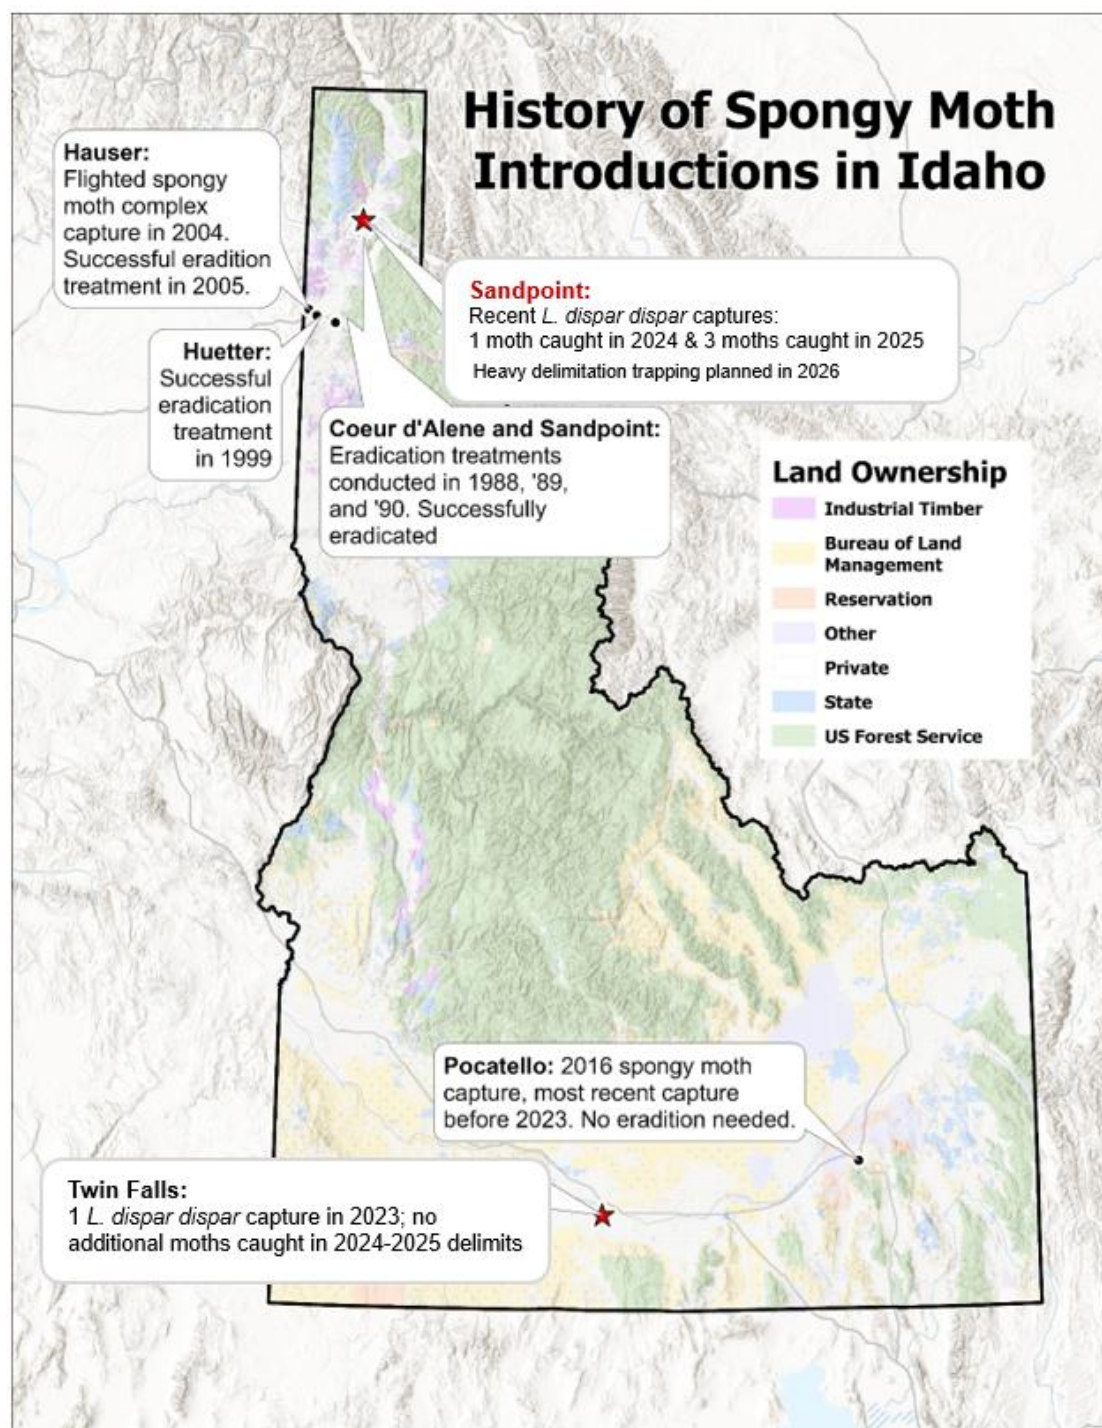 History of Spongy Moth
Introductions in Idaho
Hauser:
Flighted spongy
moth complex
capture in 2004.
Successful eradition
treatment in 2005.
Sandpoint:
Recent L. dispar dispar captures:
1 moth caught in 2024 & 3 moths caught in 2025
Heavy delimitation trapping planned in 2026
Huetter:
Successful
eradication
treatment
in 1999
Coeur d'Alene and Sandpoint:
Eradication treatments
conducted in 1988, '89,
and '90. Successfully
eradicated
Land Ownership
Industrial Timber
Bureau of Land
Management
Reservation
Other
Private
State
US Forest Service
Pocatello: 2016 spongy moth
capture, most recent capture
before 2023. No eradition needed.
Twin Falls:
1 L. dispar dispar capture in 2023; no
additional moths caught in 2024-2025 delimits